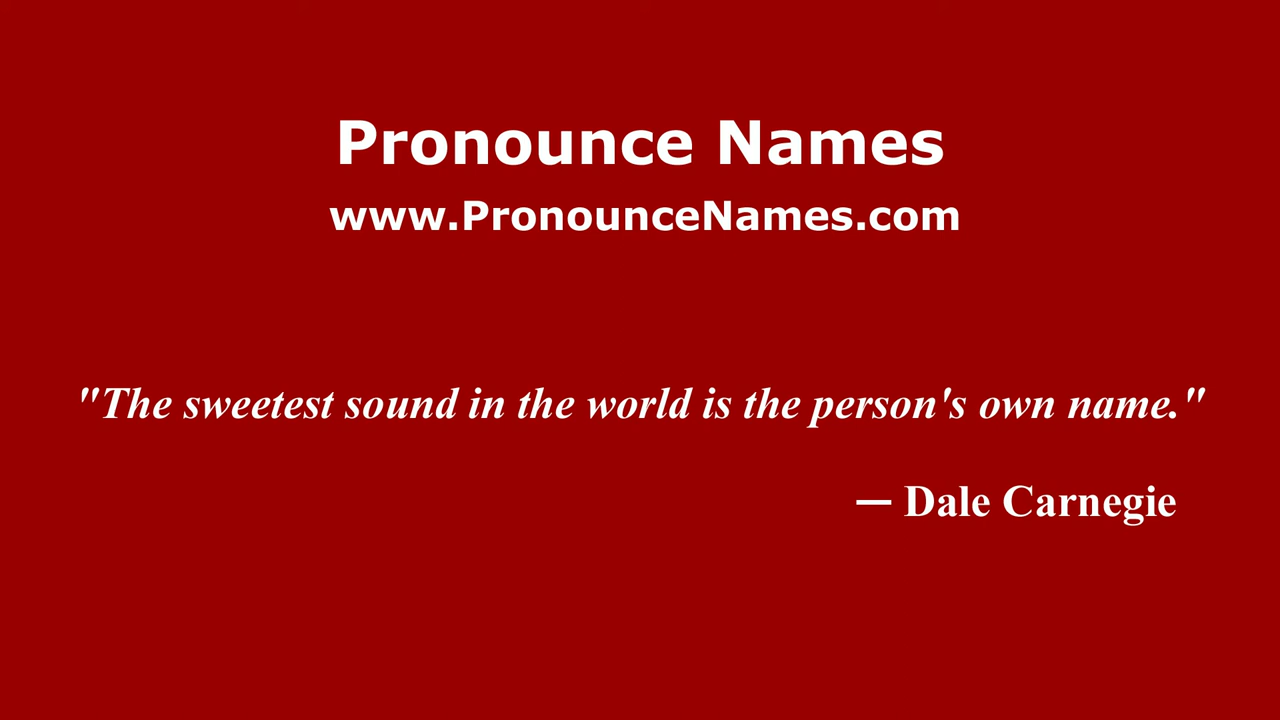 Pronounce Names
www.PronounceNames.com
"The sweetest sound in the world is the person's own name."
— Dale Carnegie